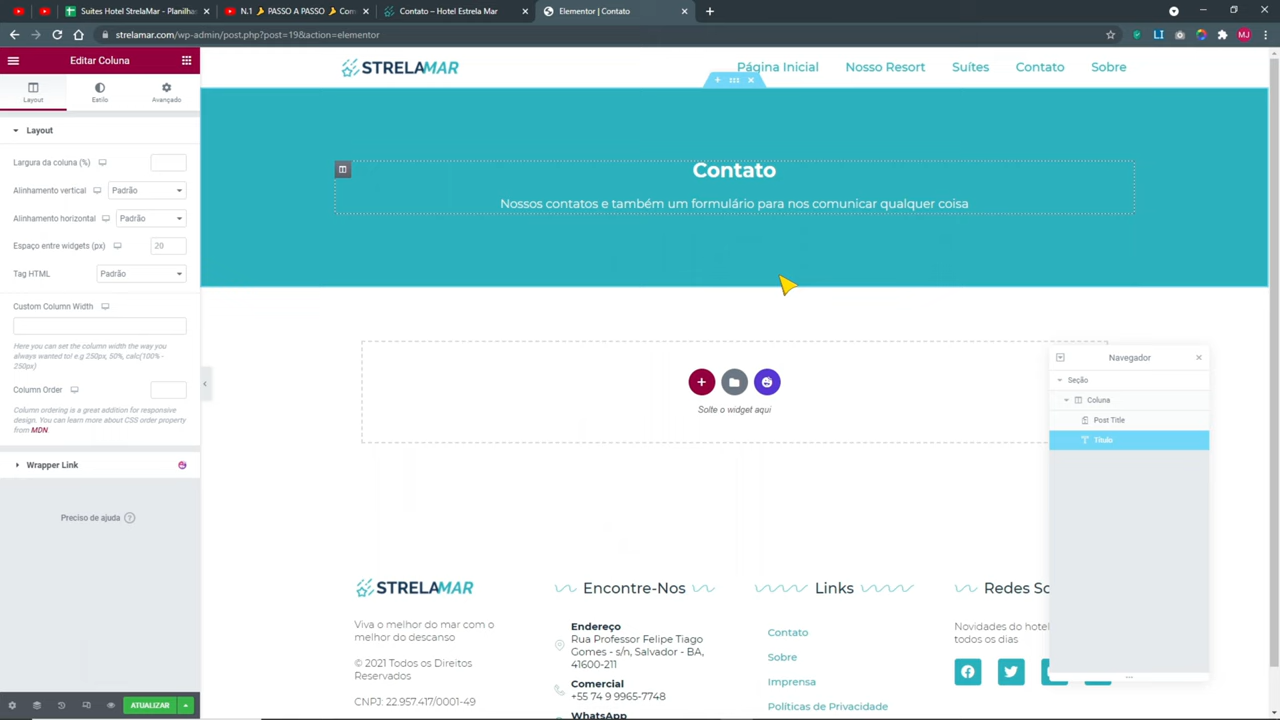 Suites Hotel Strelamar - Planilha
N.1 PASSO A PASSO Com
Contato – Hotel Estrela Mar
Elementor | Contato
strelamar.com/wp-admin/post.php?post=19&action=elementor
MJ
Editar Coluna
Layout
Estilo
Avançado
Layout
Largura da coluna (%)
Alinhamento vertical
Padrão
Alinhamento horizontal
Padrão
Espaço entre widgets (px)
20
Tag HTML
Padrão
Custom Column Width
Here you can set the column width the way you
always wanted to! e.g 250px, 50%, calc(100% -
250px)
Column Order
Column ordering is a great addition for responsive
design. You can learn more about CSS order property
from MDN.
Wrapper Link
Preciso de ajuda
ATUALIZAR
STRELAMAR
Página Inicial
Nosso Resort
Suítes
Contato
Sobre
Contato
Nossos contatos e também um formulário para nos comunicar qualquer coisa
Solte o widget aqui
Navegador
Seção
Coluna
Post Title
Título
STRELAMAR
Viva o melhor do mar com o
melhor do descanso
© 2021 Todos os Direitos
Reservados
CNPJ: 22.957.417/0001-49
Encontre-Nos
Endereço
Rua Professor Felipe Tiago
Gomes - s/n, Salvador - BA,
41600-211
Comercial
+55 74 9 9965-7748
WhatsApp
Links
Contato
Sobre
Imprensa
Políticas de Privacidade
Redes So
Novidades do hotel
todos os dias